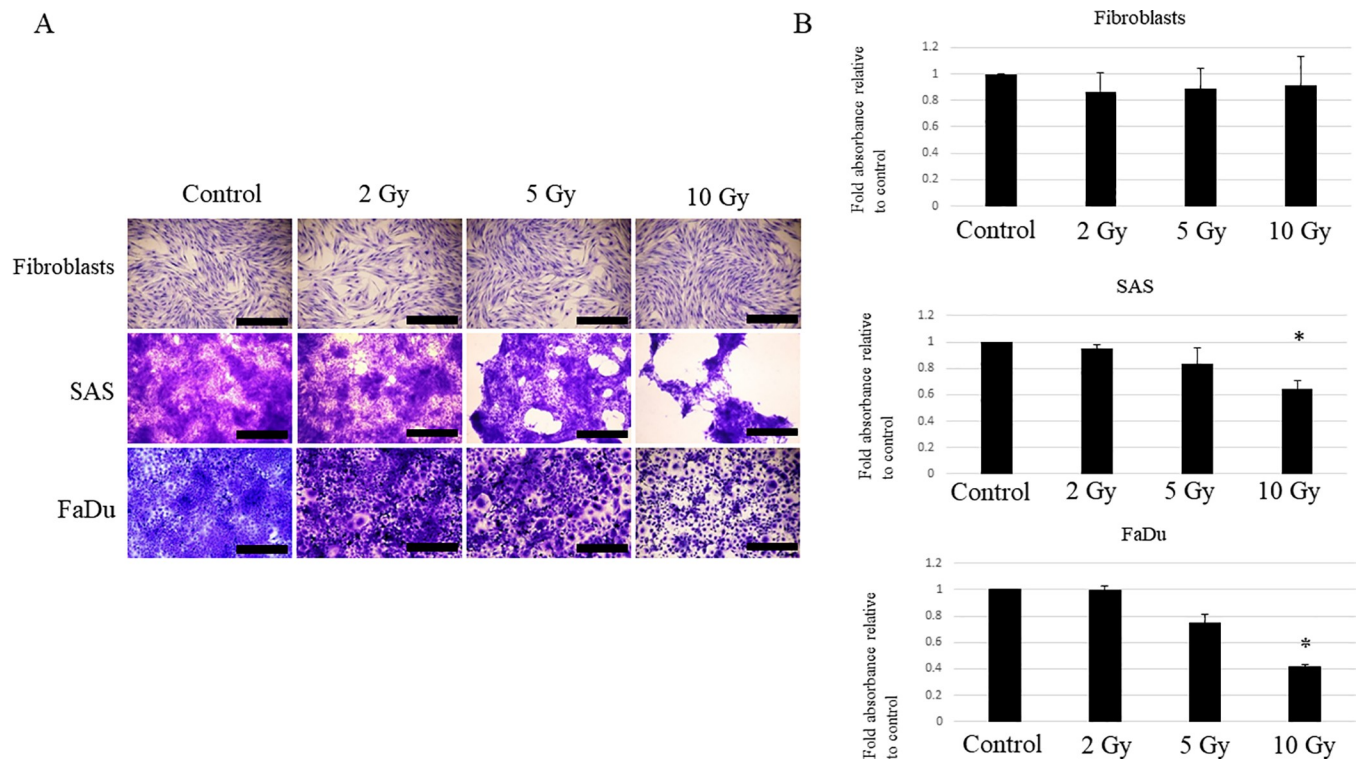 A
Control 2 Gy 5 Gy 10 Gy
Fibroblasts
SAS
FaDu
B
Fibroblasts
Fold absorbance relative
to control
1.2
1
0.8
0.6
0.4
0.2
0
Control 2 Gy 5 Gy 10 Gy
SAS
Fold absorbance relative
to control
1.2
1
0.8
0.6
0.4
0.2
0
*
Control 2 Gy 5 Gy 10 Gy
FaDu
Fold absorbance relative
to control
1.2
1
0.8
0.6
0.4
0.2
0
*
Control 2 Gy 5 Gy 10 Gy